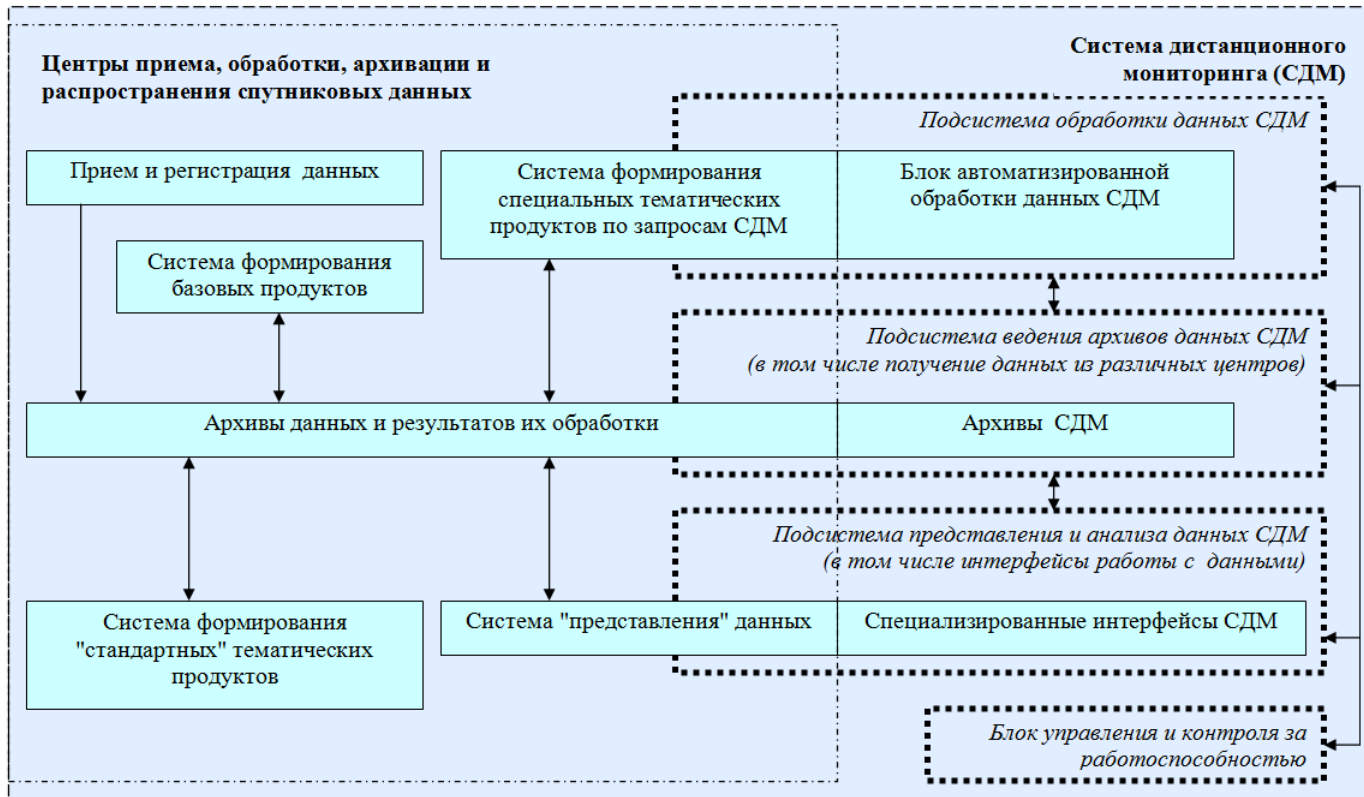 Центры приема, обработки, архивации и
распространения спутниковых данных
Система дистанционного
мониторинга (СДМ)
Подсистема обработки данных СДМ
Прием и регистрация данных
Система формирования
специальных тематических
продуктов по запросам СДМ
Блок автоматизированной
обработки данных СДМ
Система формирования
базовых продуктов
Подсистема ведения архивов данных СДМ
(в том числе получение данных из различных центров)
Архивы данных и результатов их обработки
Архивы СДМ
Подсистема представления и анализа данных СДМ
(в том числе интерфейсы работы с данными)
Система формирования
"стандартных" тематических
продуктов
Система "представления" данных
Специализированные интерфейсы СДМ
Блок управления и контроля за
работоспособностью